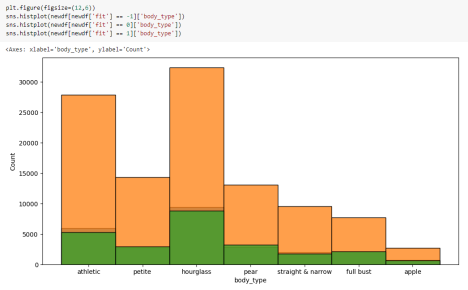 plt.figure(figsize=(12,6))
sns.histplot(newdf[newdf['fit'] == -1]['body_type'])
sns.histplot(newdf[newdf['fit'] == 0]['body_type'])
sns.histplot(newdf[newdf['fit'] == 1]['body_type'])
<Axes: xlabel='body_type', ylabel='Count'>
30000
25000
20000
15000
10000
5000
0
Count
athletic petite hourglass pear straight & narrow full bust apple
body_type